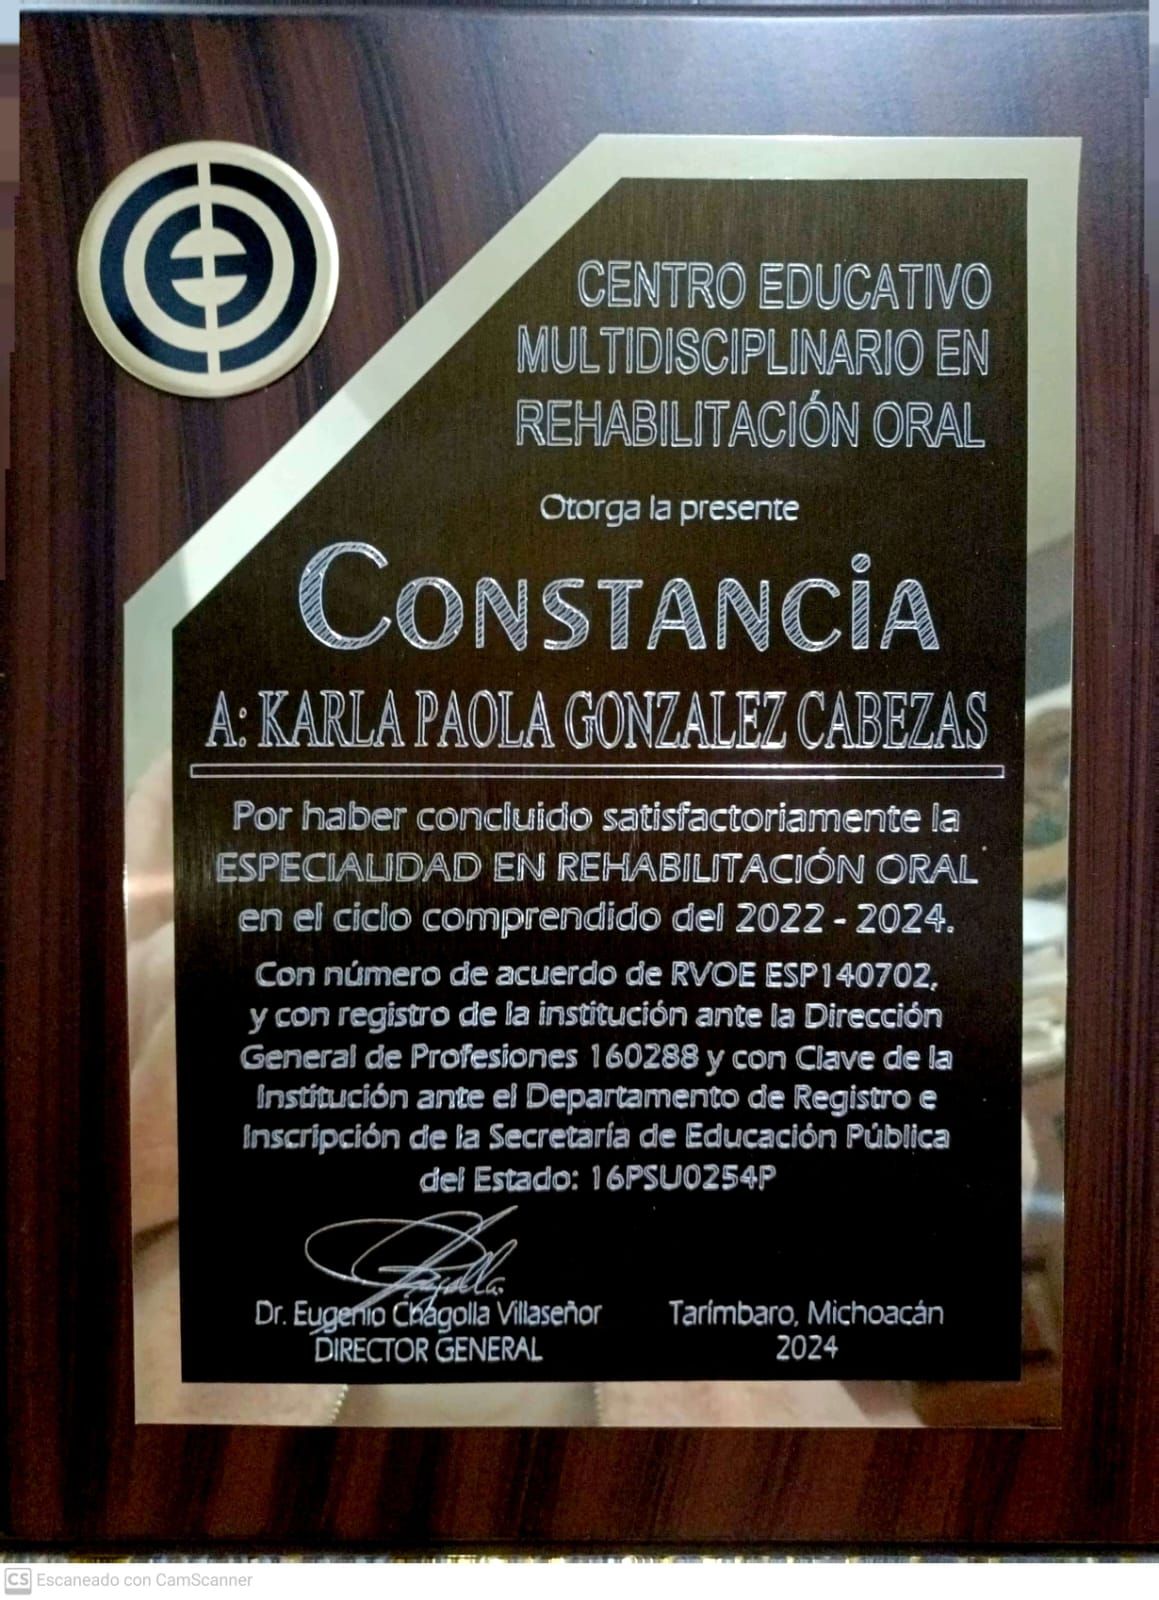 CENTRO EDUCATIVO
MULTIDISCIPLINARIO EN
REHABILITACIÓN ORAL
Otorga la presente
CONSTANCiA
A: KARLA PAOLA GONZALEZ CABEZAS
Por haber concluido satisfactoriamente la
ESPECIALIDAD EN REHABILITACIÓN ORAL
en el ciclo comprendido del 2022 - 2024.
Con número de acuerdo de RVOE ESP140702,
y con registro de la institución ante la Dirección
General de Profesiones 160288 y con Clave de la
Institución ante el Departamento de Registro e
Inscripción de la Secretaría de Educación Pública
del Estado: 16PSU0254P
Dr. Eugenio Chagolla Villaseñor
DIRECTOR GENERAL
Tarímbaro, Michoacán
2024
CS Escaneado con CamScanner